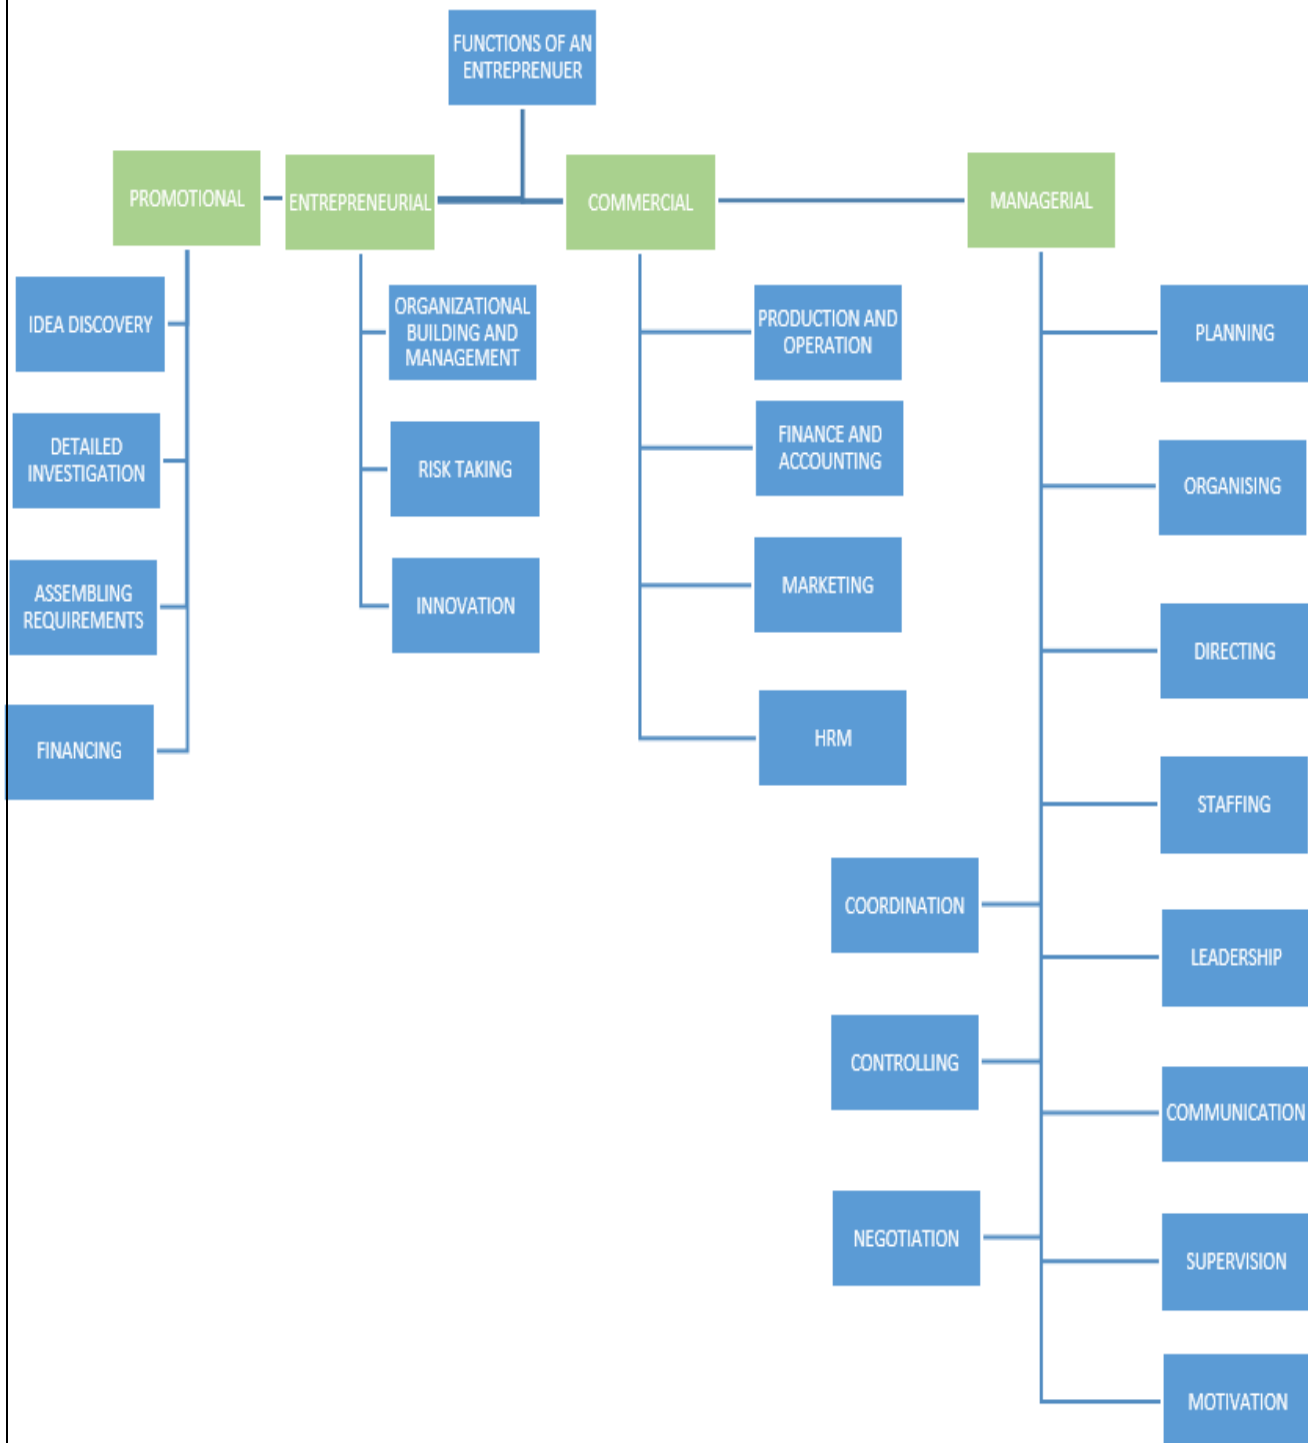 FUNCTIONS OF AN
ENTREPRENUER
PROMOTIONAL
ENTREPRENEURIAL
COMMERCIAL
MANAGERIAL
IDEA DISCOVERY
DETAILED
INVESTIGATION
ASSEMBLING
REQUIREMENTS
FINANCING
ORGANIZATIONAL
BUILDING AND
MANAGEMENT
RISK TAKING
INNOVATION
PRODUCTION AND
OPERATION
FINANCE AND
ACCOUNTING
MARKETING
HRM
PLANNING
ORGANISING
DIRECTING
STAFFING
LEADERSHIP
COMMUNICATION
SUPERVISION
MOTIVATION
COORDINATION
CONTROLLING
NEGOTIATION